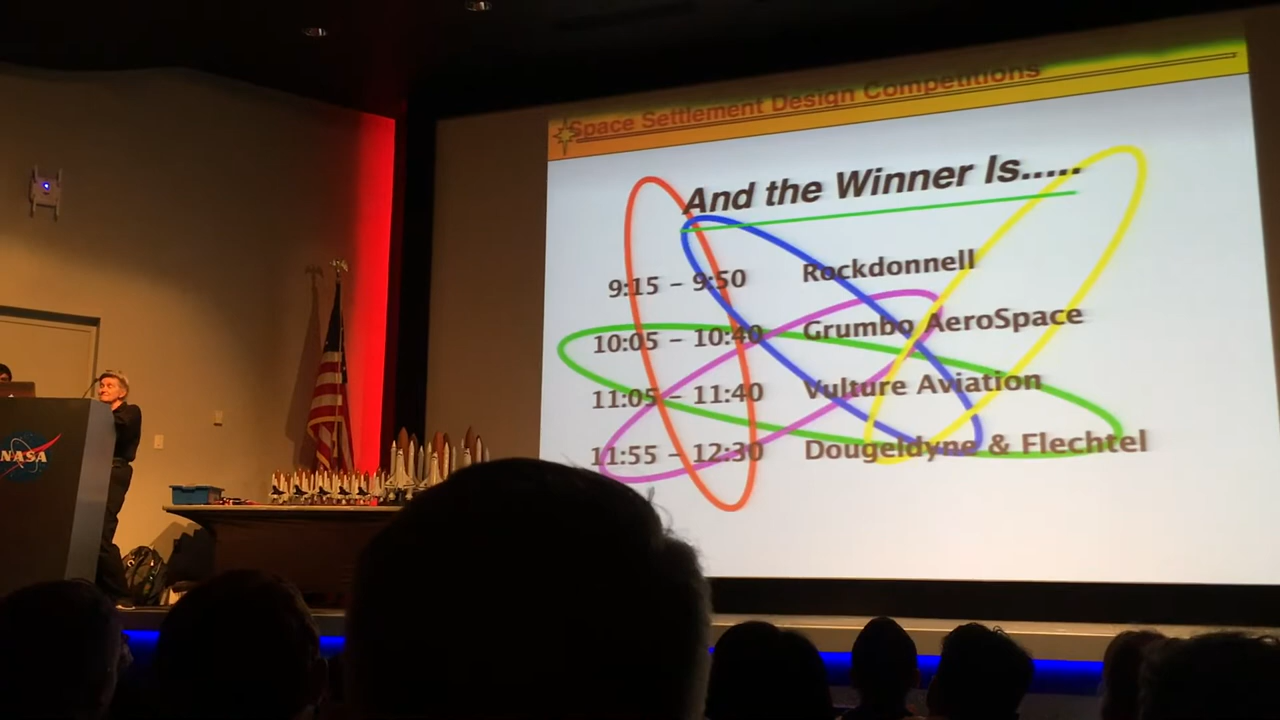 Space Settlement Design Competitions
And the Winner Is.....
9:15 – 9:50 Rockdonnell
10:05 – 10:40 Grumbo AeroSpace
11:05 – 11:40 Vulture Aviation
11:55 – 12:30 Dougeldyne & Flechtel
NASA